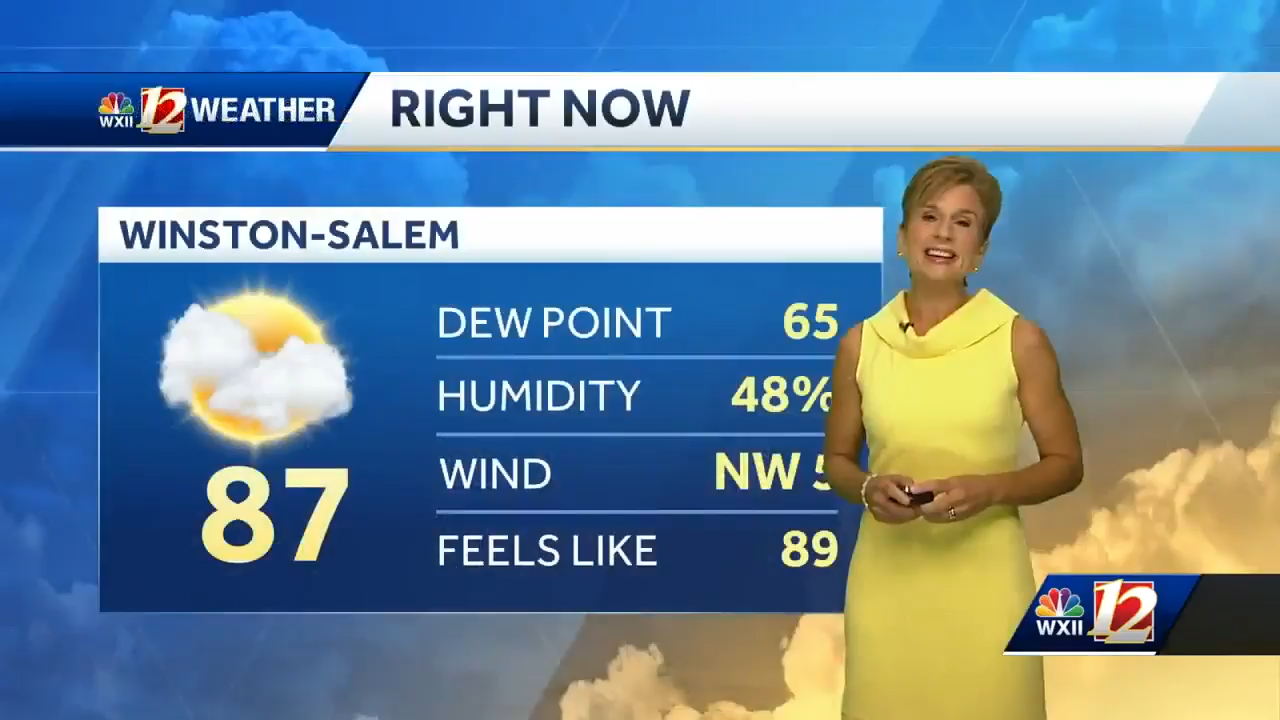 WXII 12 WEATHER RIGHT NOW
WINSTON-SALEM
DEW POINT 65
HUMIDITY 48%
WIND NW 5
87
FEELS LIKE 89
WXII 12